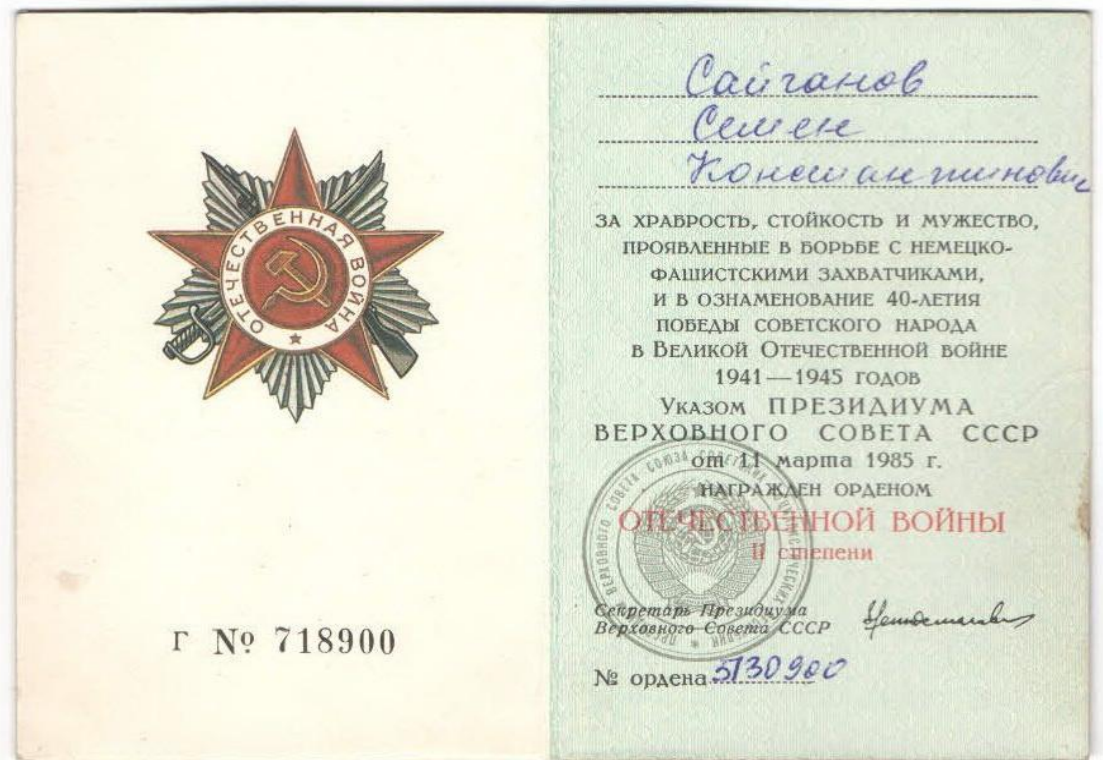 ОТЕЧЕСТВЕННАЯ ВОЙНА
Г № 718900
Сайганов
Семен
Константинович
ЗА ХРАБРОСТЬ, СТОЙКОСТЬ И МУЖЕСТВО,
ПРОЯВЛЕННЫЕ В БОРЬБЕ С НЕМЕЦКО-
ФАШИСТСКИМИ ЗАХВАТЧИКАМИ,
И В ОЗНАМЕНОВАНИЕ 40-ЛЕТИЯ
ПОБЕДЫ СОВЕТСКОГО НАРОДА
В ВЕЛИКОЙ ОТЕЧЕСТВЕННОЙ ВОЙНЕ
1941—1945 ГОДОВ
УКАЗОМ ПРЕЗИДИУМА
ВЕРХОВНОГО СОВЕТА СССР
от 11 марта 1985 г.
НАГРАЖДЕН ОРДЕНОМ
ОТЕЧЕСТВЕННОЙ ВОЙНЫ
II степени
Секретарь Президиума
Верховного Совета СССР
№ ордена 5130900